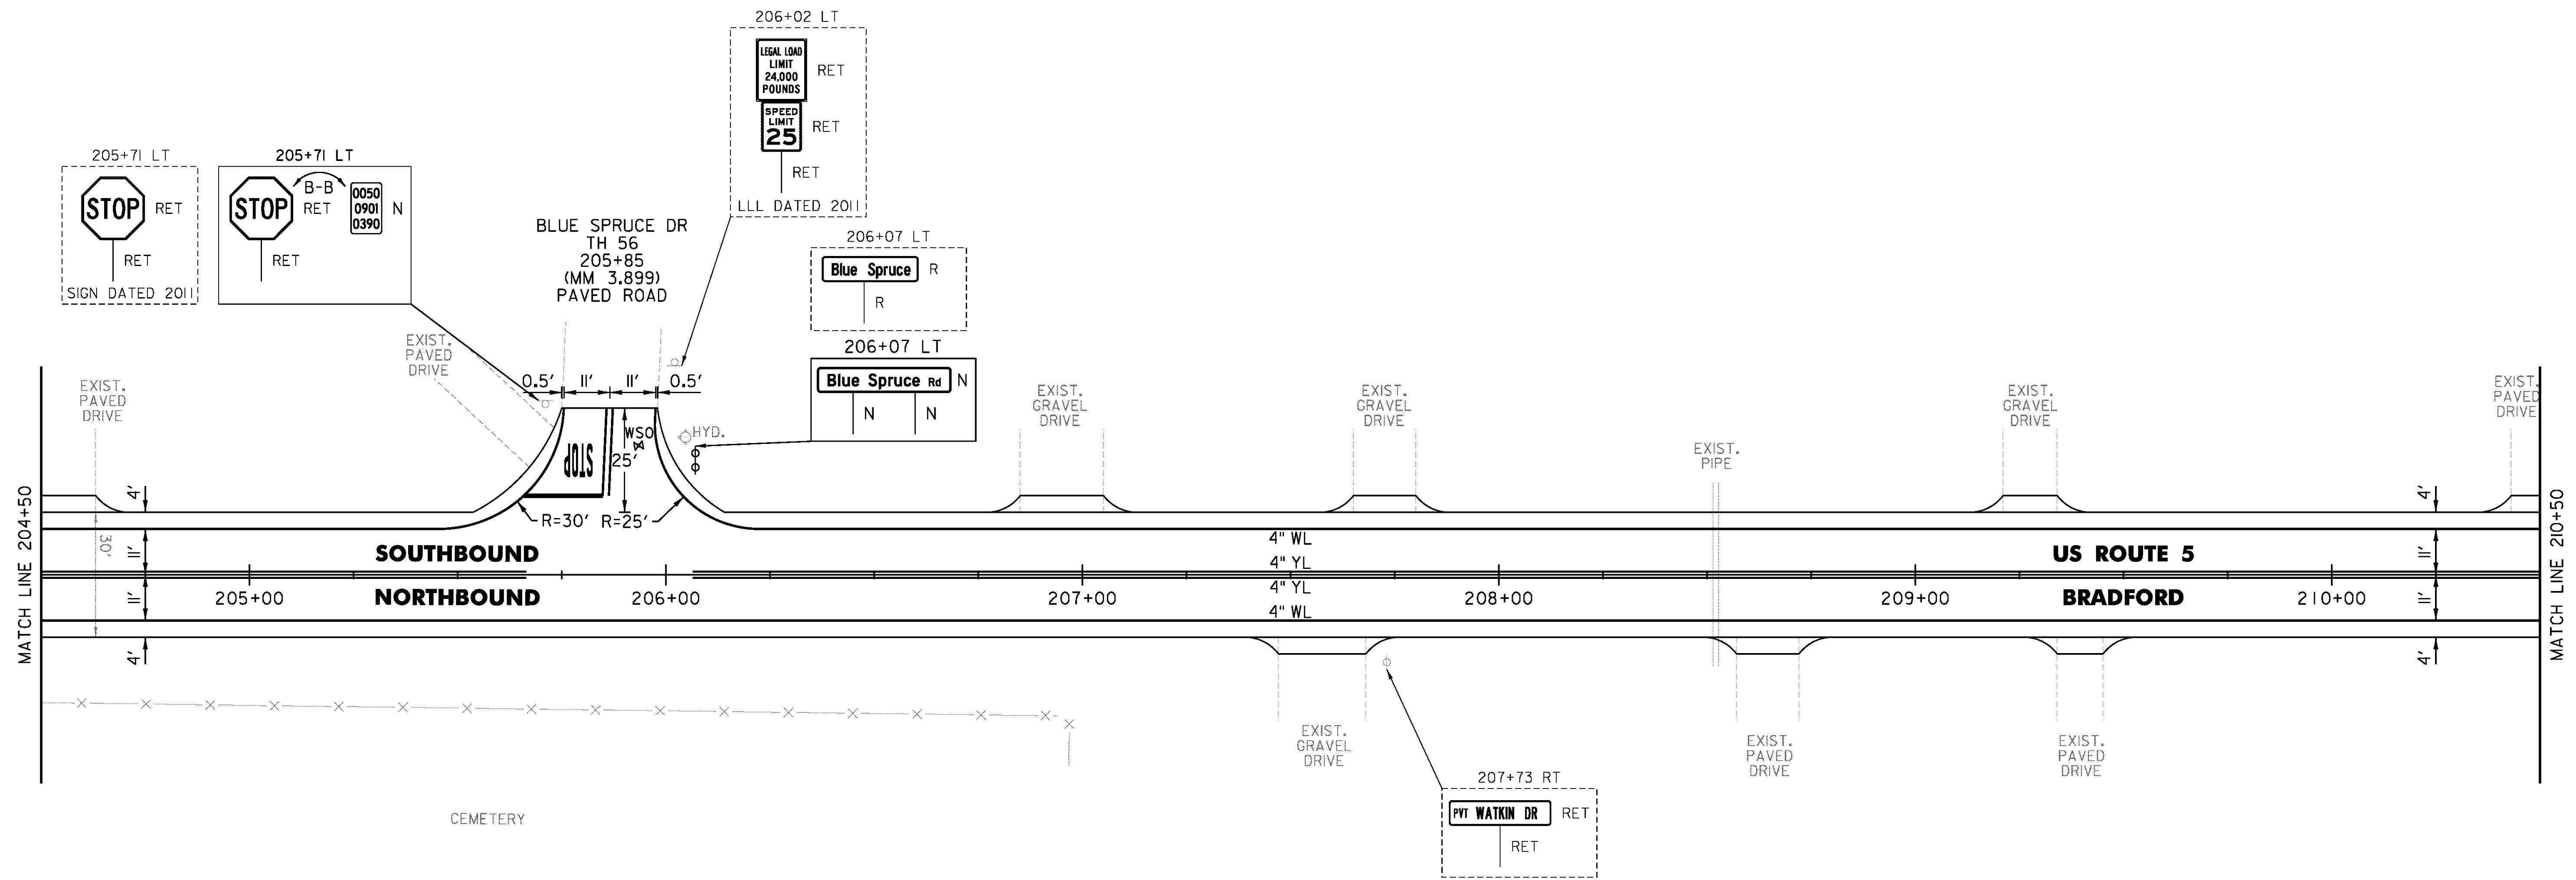 206+02 LT
LEGAL LOAD
LIMIT
24,000
POUNDS
RET
SPEED
LIMIT
25
RET
RET
LLL DATED 2011
205+71 LT
STOP
RET
RET
SIGN DATED 2011
205+71 LT
STOP
B-B
RET
0050
0901
0390
N
RET
BLUE SPRUCE DR
TH 56
205+85
(MM 3.899)
PAVED ROAD
206+07 LT
Blue Spruce
R
R
206+07 LT
Blue Spruce Rd
N
N
N
EXIST.
PAVED
DRIVE
EXIST.
PAVED
DRIVE
0.5'
11'
11'
0.5'
WSO
HYD.
STOP
25'
R=30'
R=25'
EXIST.
GRAVEL
DRIVE
EXIST.
GRAVEL
DRIVE
EXIST.
PIPE
EXIST.
GRAVEL
DRIVE
EXIST.
PAVED
DRIVE
MATCH LINE 204+50
4'
30'
11'
11'
4'
SOUTHBOUND
NORTHBOUND
4" WL
4" YL
4" YL
4" WL
US ROUTE 5
BRADFORD
205+00
206+00
207+00
208+00
209+00
210+00
4'
11'
11'
4'
MATCH LINE 210+50
EXIST.
GRAVEL
DRIVE
EXIST.
PAVED
DRIVE
EXIST.
PAVED
DRIVE
207+73 RT
PVT WATKIN DR
RET
RET
CEMETERY